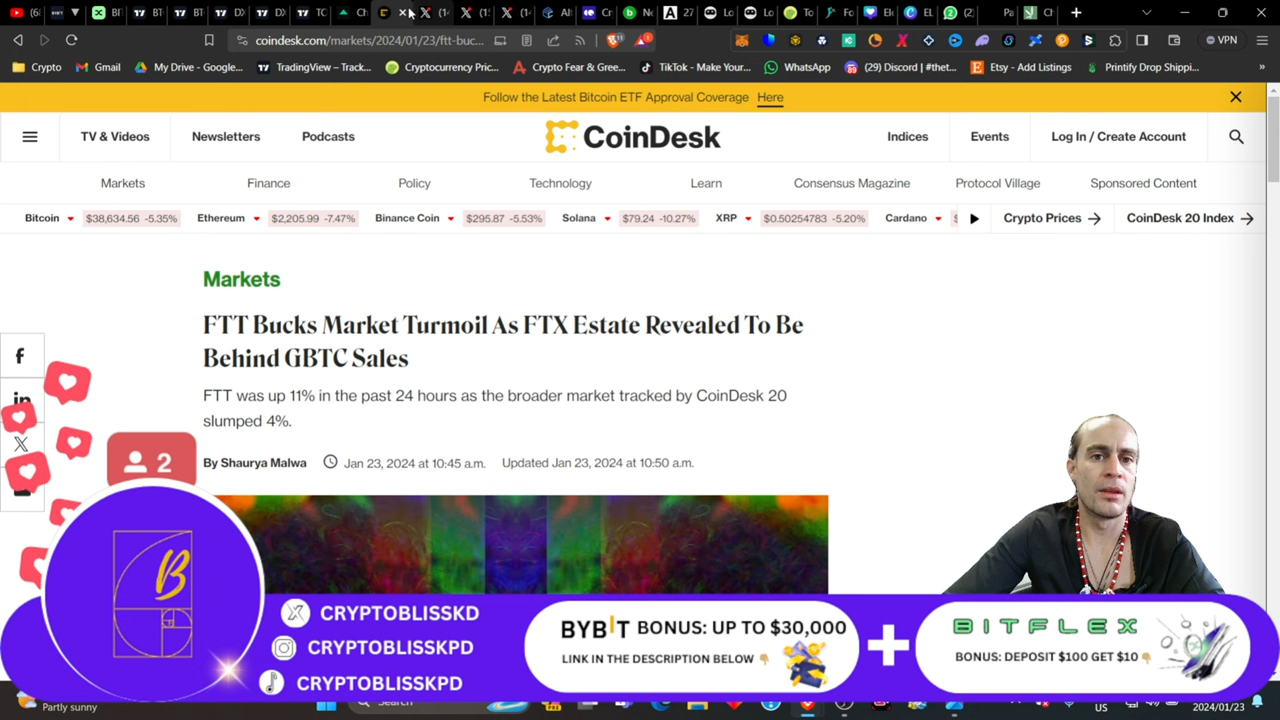 coindesk.com/markets/2024/01/23/ftt-buc...
VPN
Crypto
Gmail
My Drive - Google...
TradingView – Track...
Cryptocurrency Pric...
Crypto Fear & Gree...
TikTok - Make Your...
WhatsApp
(29) Discord | #thet...
Etsy - Add Listings
Printify Drop Shippi...
Follow the Latest Bitcoin ETF Approval Coverage Here
TV & Videos
Newsletters
Podcasts
CoinDesk
Indices
Events
Log In / Create Account
Markets
Finance
Policy
Technology
Learn
Consensus Magazine
Protocol Village
Sponsored Content
Bitcoin $38,634.56 -5.35%
Ethereum $2,205.99 -7.47%
Binance Coin $295.87 -5.53%
Solana $79.24 -10.27%
XRP $0.50254783 -5.20%
Cardano
Crypto Prices
CoinDesk 20 Index
Markets
FTT Bucks Market Turmoil As FTX Estate Revealed To Be
Behind GBTC Sales
FTT was up 11% in the past 24 hours as the broader market tracked by CoinDesk 20
slumped 4%.
By Shaurya Malwa
Jan 23, 2024 at 10:45 a.m.
Updated Jan 23, 2024 at 10:50 a.m.
2
B
CRYPTOBLISSKD
CRYPTOBLISSKPD
CRYPTOBLISSKPD
BYBIT BONUS: UP TO $30,000
LINK IN THE DESCRIPTION BELOW
+
BITFLEX
BONUS: DEPOSIT $100 GET $10
Partly sunny
Search
US
2024/01/23